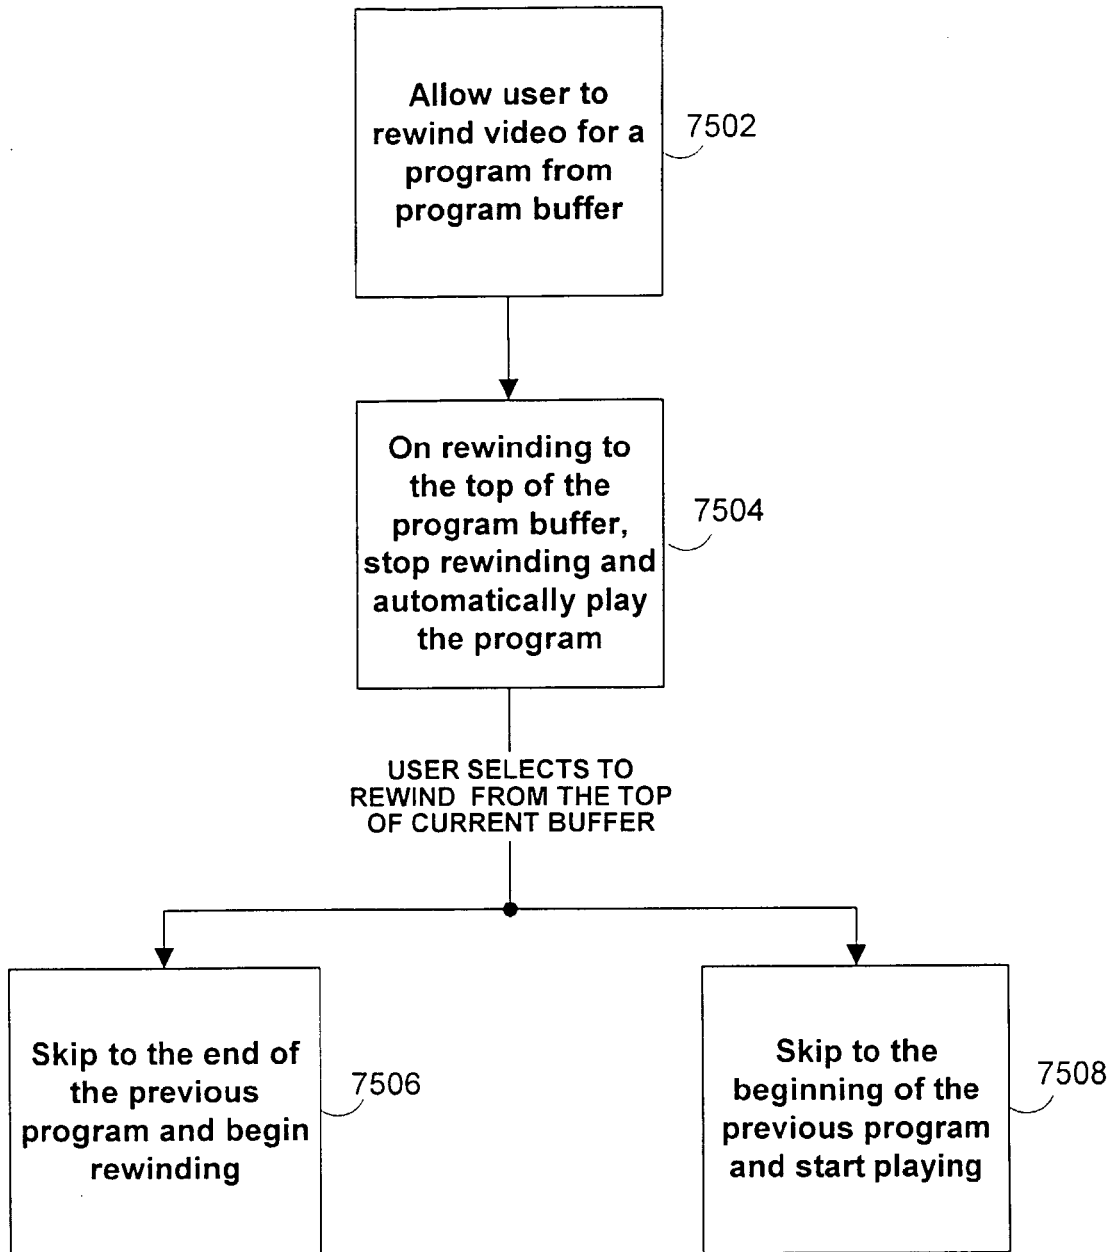 Allow user to
rewind video for a
program from
program buffer
7502
On rewinding to
the top of the
program buffer,
stop rewinding and
automatically play
the program
7504
USER SELECTS TO
REWIND FROM THE TOP
OF CURRENT BUFFER
Skip to the end of
the previous
program and begin
rewinding
7506
Skip to the
beginning of the
previous program
and start playing
7508